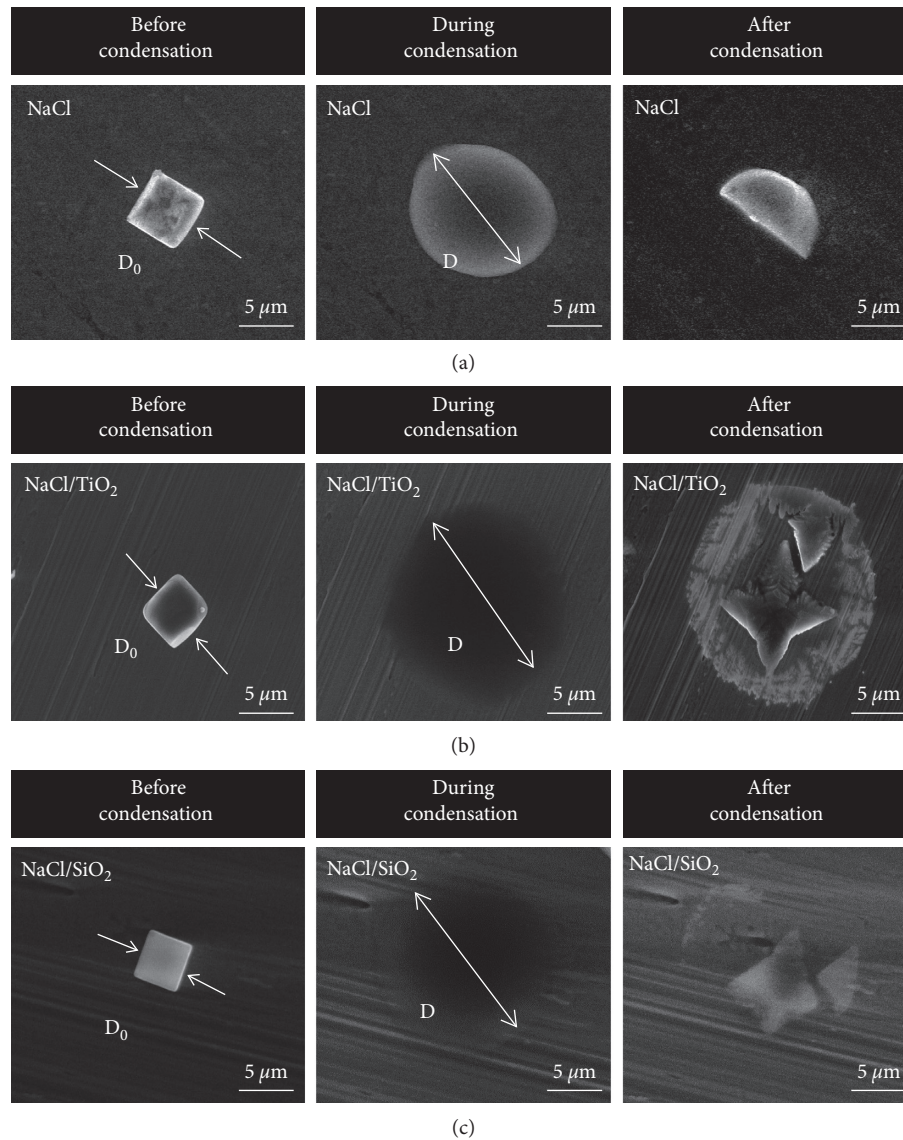 Before
condensation
During
condensation
After
condensation
NaCl
D₀
5 µm
NaCl
D
5 µm
NaCl
5 µm
(a)
Before
condensation
During
condensation
After
condensation
NaCl/TiO₂
D₀
5 µm
NaCl/TiO₂
D
5 µm
NaCl/TiO₂
5 µm
(b)
Before
condensation
During
condensation
After
condensation
NaCl/SiO₂
D₀
5 µm
NaCl/SiO₂
D
5 µm
NaCl/SiO₂
5 µm
(c)